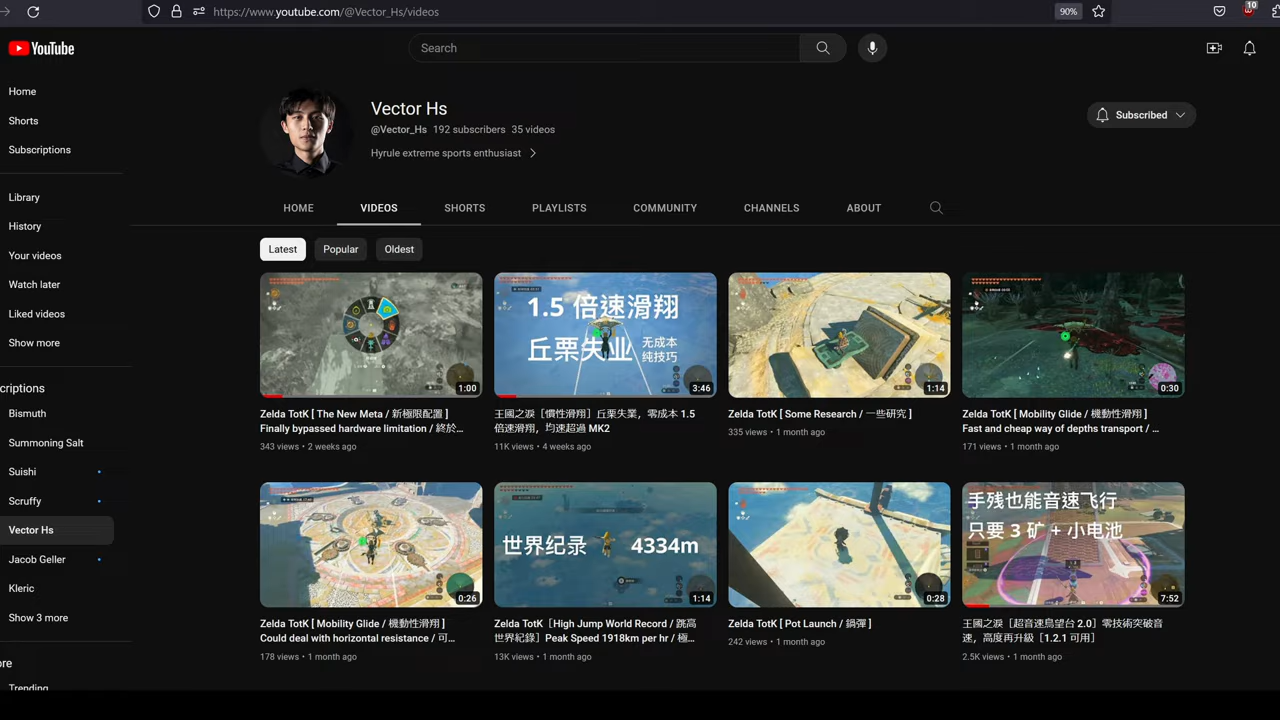 https://www.youtube.com/@Vector_Hs/videos
90%
10
YouTube
Search
Home
Shorts
Subscriptions
Library
History
Your videos
Watch later
Liked videos
Show more
criptions
Bismuth
Summoning Salt
Suishi
Scruffy
Vector Hs
Jacob Geller
Kleric
Show 3 more
ore
Trending
Vector Hs
@Vector_Hs 192 subscribers 35 videos
Hyrule extreme sports enthusiast
Subscribed
HOME VIDEOS SHORTS PLAYLISTS COMMUNITY CHANNELS ABOUT
Latest Popular Oldest
1:00
Zelda TotK [ The New Meta / 新極限配置 ]
Finally bypassed hardware limitation / 終於…
343 views • 2 weeks ago
1.5 倍速滑翔
丘栗失业
无成本
纯技巧
3:46
王國之淚［慣性滑翔］丘栗失業，零成本 1.5
倍速滑翔，均速超過 MK2
11K views • 4 weeks ago
1:14
Zelda TotK [ Some Research / 一些研究 ]
335 views • 1 month ago
0:30
Zelda TotK [ Mobility Glide / 機動性滑翔 ]
Fast and cheap way of depths transport / …
171 views • 1 month ago
0:26
Zelda TotK [ Mobility Glide / 機動性滑翔 ]
Could deal with horizontal resistance / 可…
178 views • 1 month ago
世界纪录 4334m
1:14
Zelda TotK［High Jump World Record / 跳高
世界紀錄］Peak Speed 1918km per hr / 極…
13K views • 1 month ago
0:28
Zelda TotK [ Pot Launch / 鍋彈 ]
242 views • 1 month ago
手残也能音速飞行
只要 3 矿 + 小电池
7:52
王國之淚［超音速鳥望台 2.0］零技術突破音
速，高度再升級［1.2.1 可用］
2.5K views • 1 month ago